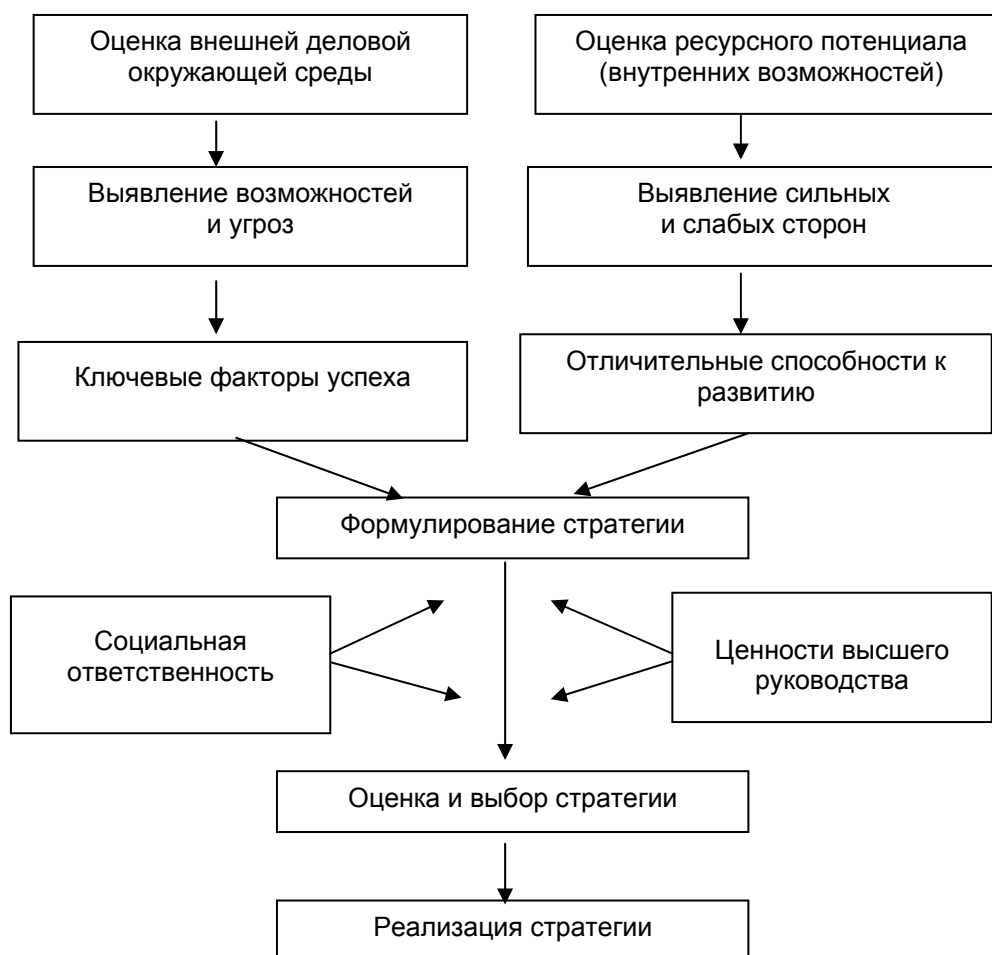 Оценка внешней деловой
окружающей среды
Оценка ресурсного потенциала
(внутренних возможностей)
Выявление возможностей
и угроз
Выявление сильных
и слабых сторон
Ключевые факторы успеха
Отличительные способности к
развитию
Формулирование стратегии
Социальная
ответственность
Ценности высшего
руководства
Оценка и выбор стратегии
Реализация стратегии